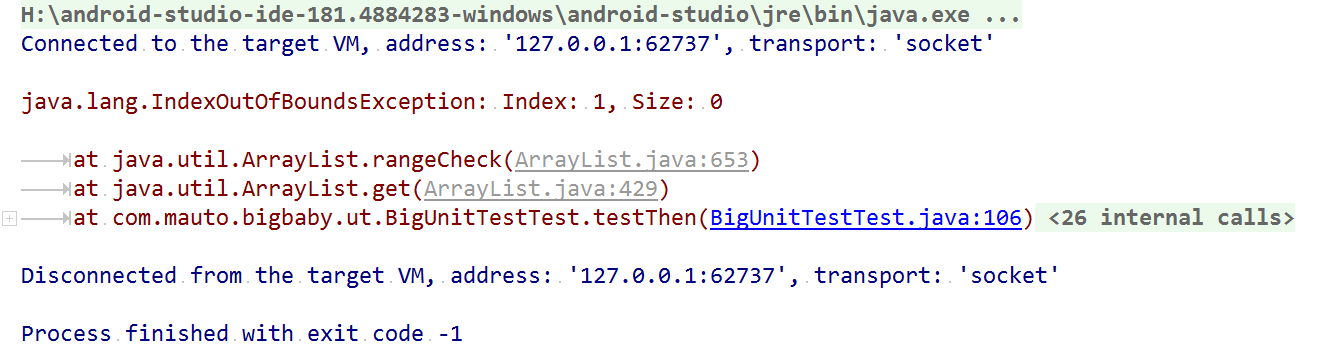 H:\android-studio-ide-181.4884283-windows\android-studio\jre\bin\java.exe ...
Connected to the target VM, address: '127.0.0.1:62737', transport: 'socket'
java.lang.IndexOutOfBoundsException: Index: 1, Size: 0
at java.util.ArrayList.rangeCheck(ArrayList.java:653)
at java.util.ArrayList.get(ArrayList.java:429)
at com.mauto.bigbaby.ut.BigUnitTestTest.testThen(BigUnitTestTest.java:106) <26 internal calls>
Disconnected from the target VM, address: '127.0.0.1:62737', transport: 'socket'
Process finished with exit code -1